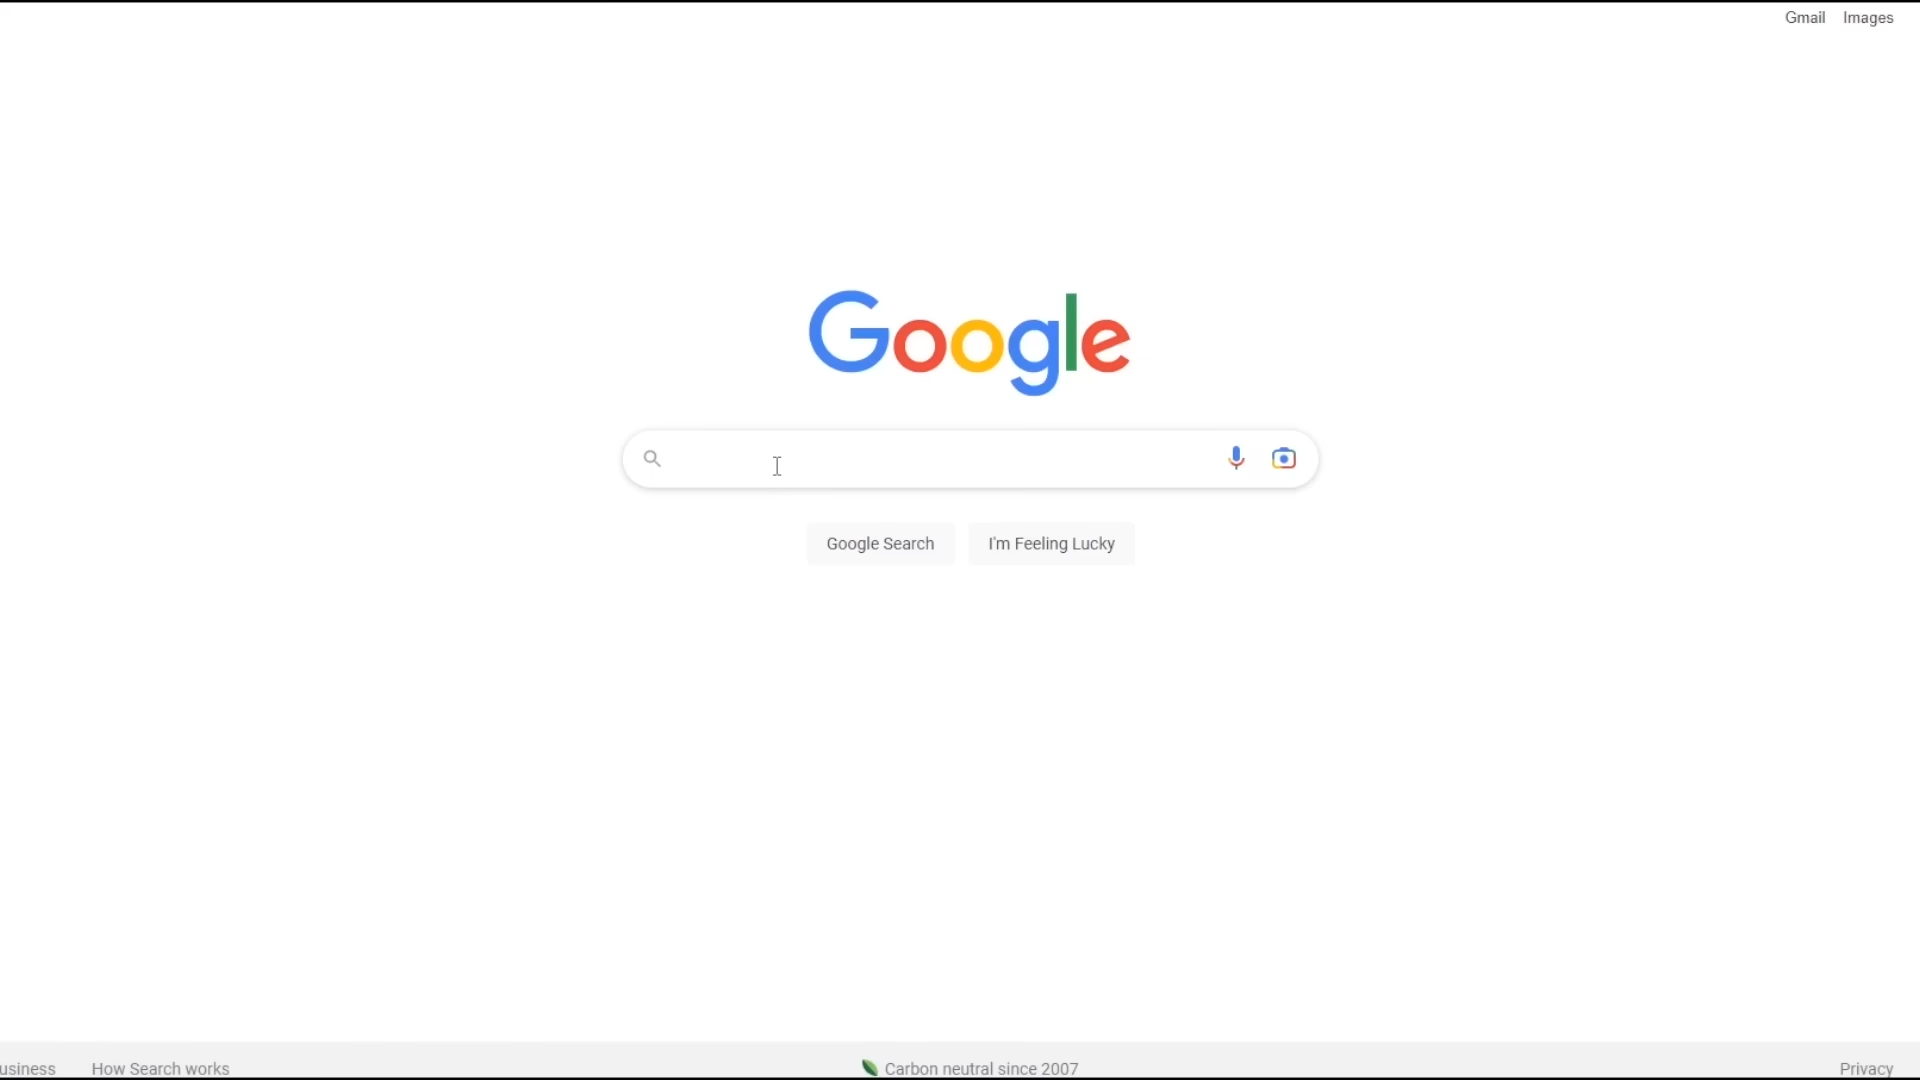 Gmail Images
Google
Google Search I'm Feeling Lucky
usiness How Search works Carbon neutral since 2007 Privacy